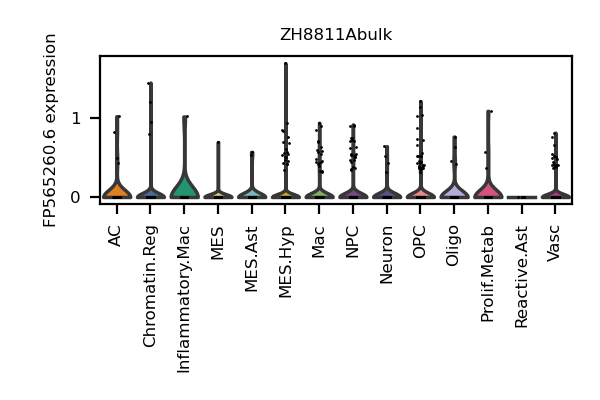 ZH8811Abulk
FP565260.6 expression
1
0
AC
Chromatin.Reg
Inflammatory.Mac
MES
MES.Ast
MES.Hyp
Mac
NPC
Neuron
OPC
Oligo
Prolif.Metab
Reactive.Ast
Vasc